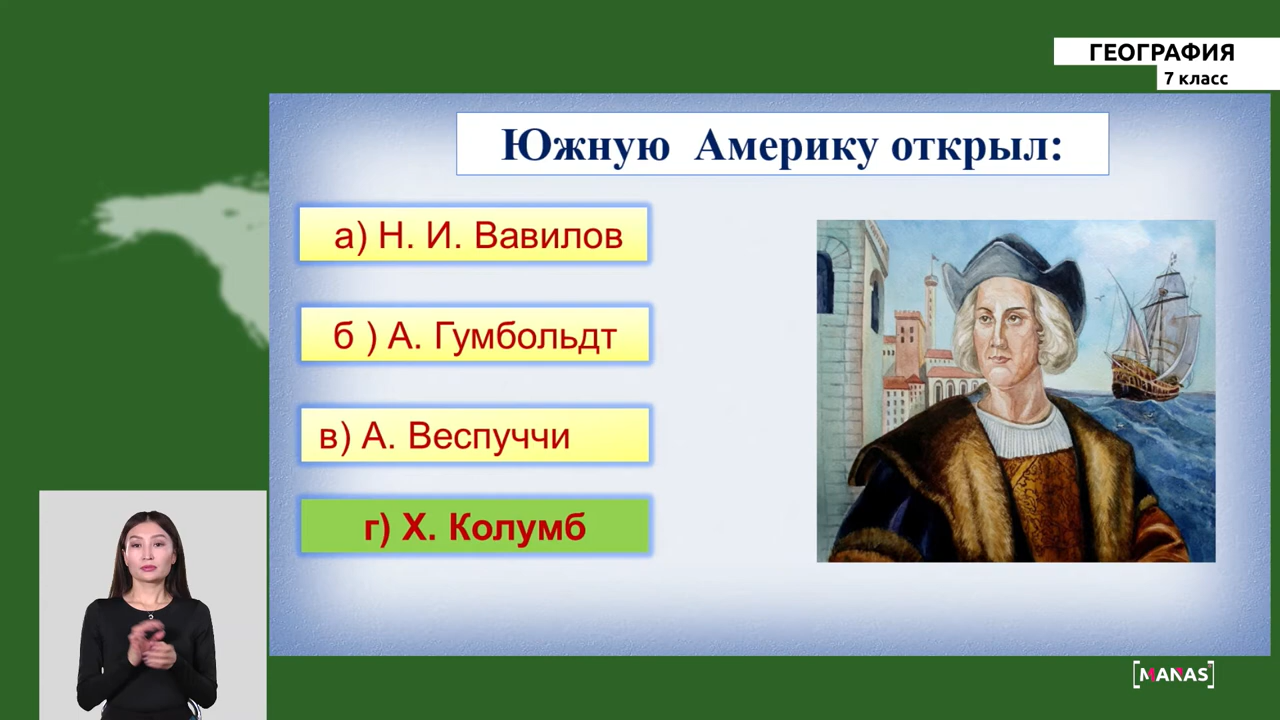 ГЕОГРАФИЯ
7 класс
Южную Америку открыл:
а) Н. И. Вавилов
б ) А. Гумбольдт
в) А. Веспуччи
г) Х. Колумб
[MANAS]